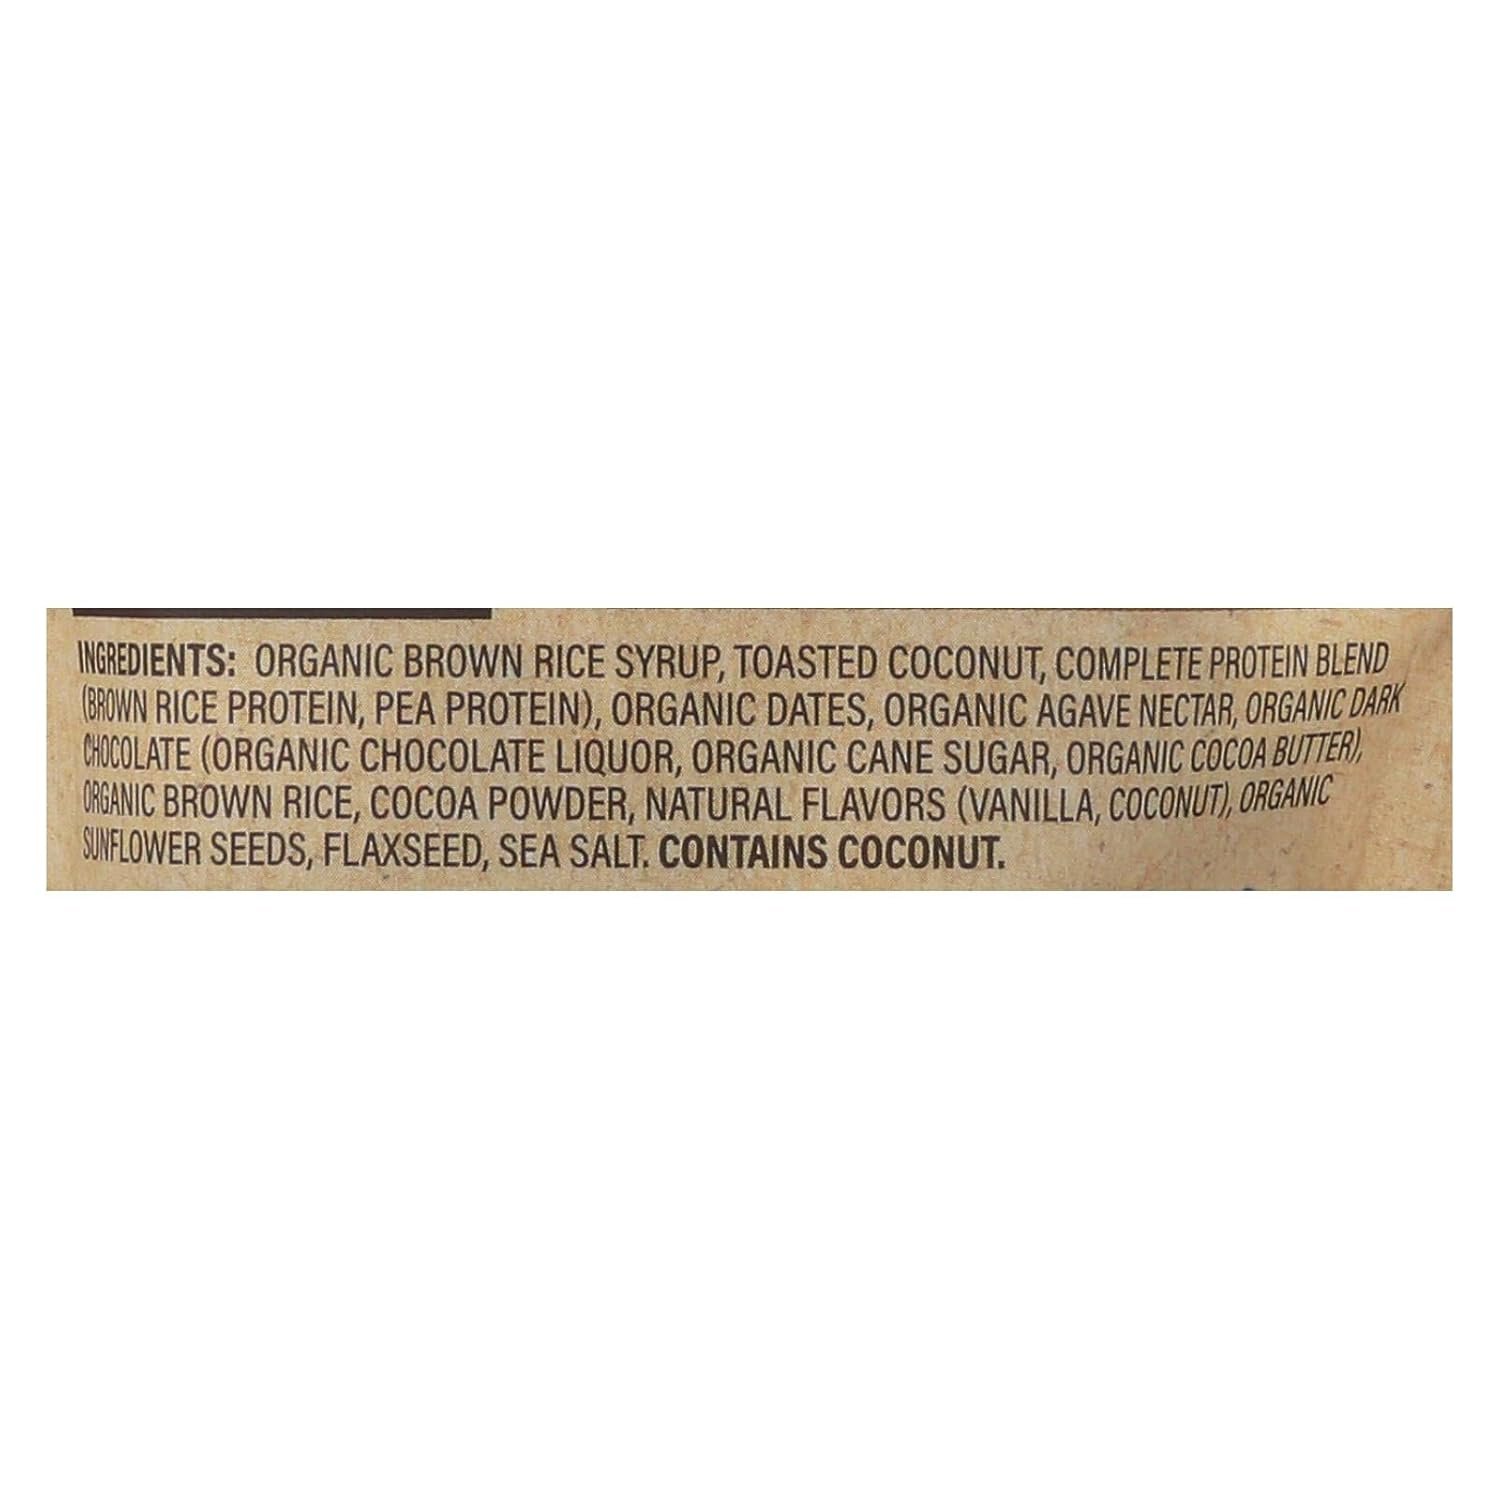 INGREDIENTS: ORGANIC BROWN RICE SYRUP, TOASTED COCONUT, COMPLETE PROTEIN BLEND
(BROWN RICE PROTEIN, PEA PROTEIN), ORGANIC DATES, ORGANIC AGAVE NECTAR, ORGANIC DARK
CHOCOLATE (ORGANIC CHOCOLATE LIQUOR, ORGANIC CANE SUGAR, ORGANIC COCOA BUTTER),
ORGANIC BROWN RICE, COCOA POWDER, NATURAL FLAVORS (VANILLA, COCONUT), ORGANIC
SUNFLOWER SEEDS, FLAXSEED, SEA SALT. CONTAINS COCONUT.